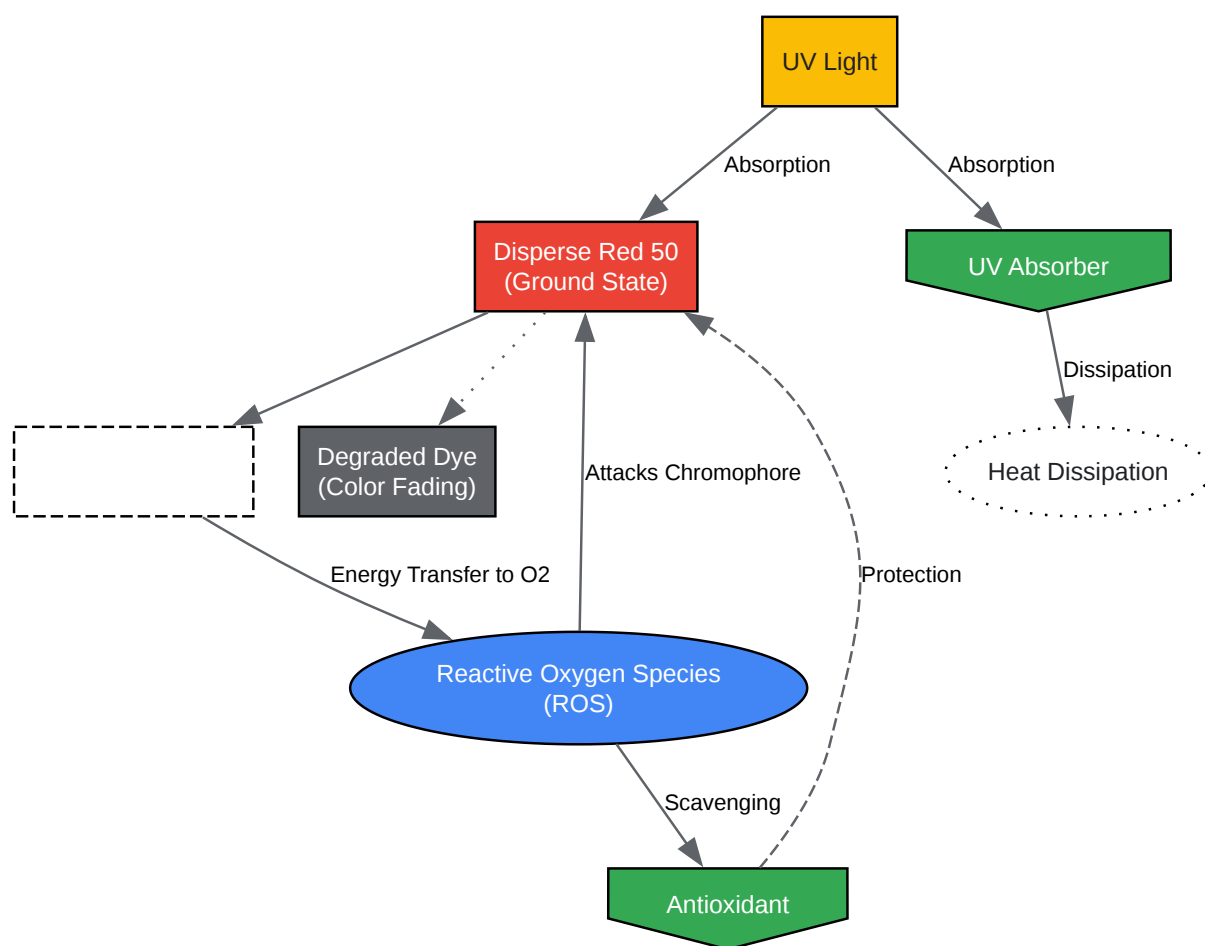 UV Light
Absorption
Absorption
Disperse Red 50
(Ground State)
UV Absorber
Dissipation
Degraded Dye
(Color Fading)
Attacks Chromophore
Heat Dissipation
Energy Transfer to O2
Protection
Reactive Oxygen Species
(ROS)
Scavenging
Antioxidant